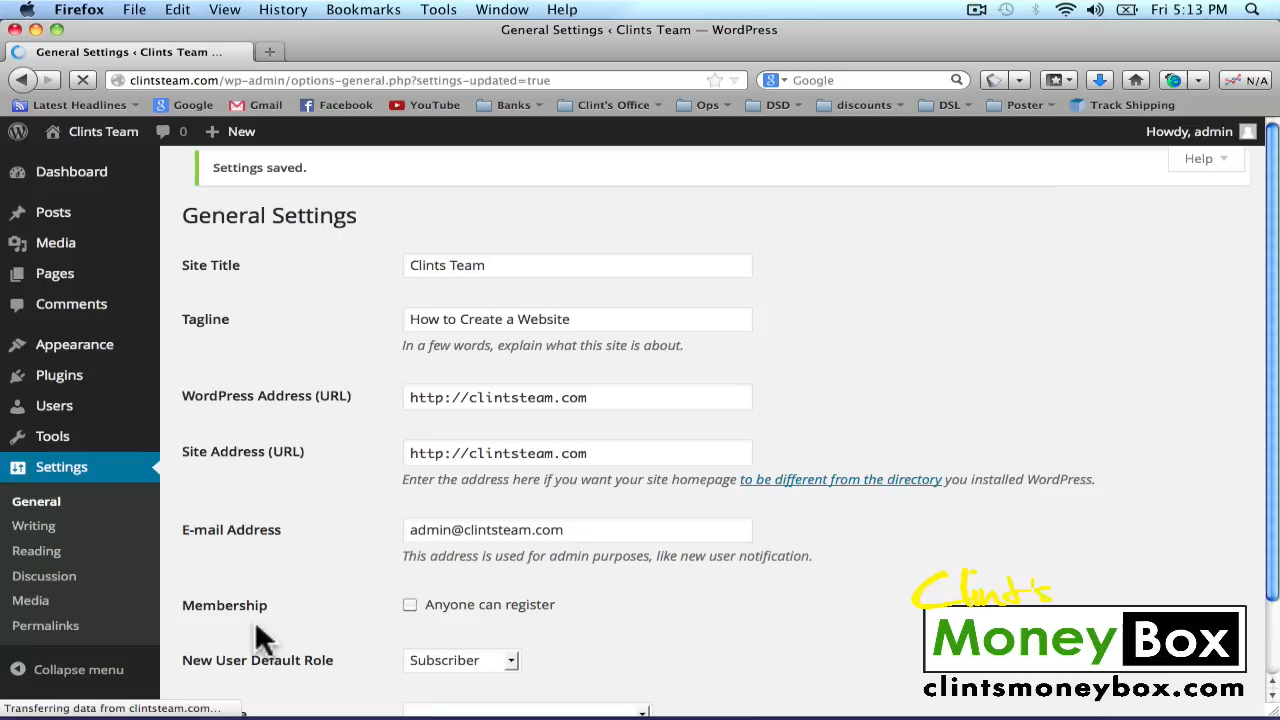 Firefox File Edit View History Bookmarks Tools Window Help Fri 5:13 PM
General Settings ‹ Clints Team — WordPress
General Settings ‹ Clints Team ...
clintsteam.com/wp-admin/options-general.php?settings-updated=true Google N/A
Latest Headlines Google Gmail Facebook YouTube Banks Clint's Office Ops DSD discounts DSL Poster Track Shipping
Clints Team 0 New Howdy, admin
Help
Settings saved.
Dashboard
Posts
Media
Pages
Comments
Appearance
Plugins
Users
Tools
Settings
General
Writing
Reading
Discussion
Media
Permalinks
Collapse menu
General Settings
Site Title Clints Team
Tagline How to Create a Website
In a few words, explain what this site is about.
WordPress Address (URL) http://clintsteam.com
Site Address (URL) http://clintsteam.com
Enter the address here if you want your site homepage to be different from the directory you installed WordPress.
E-mail Address admin@clintsteam.com
This address is used for admin purposes, like new user notification.
Membership Anyone can register
New User Default Role Subscriber
Clint's
MoneyBox
clintsmoneybox.com
Transferring data from clintsteam.com...